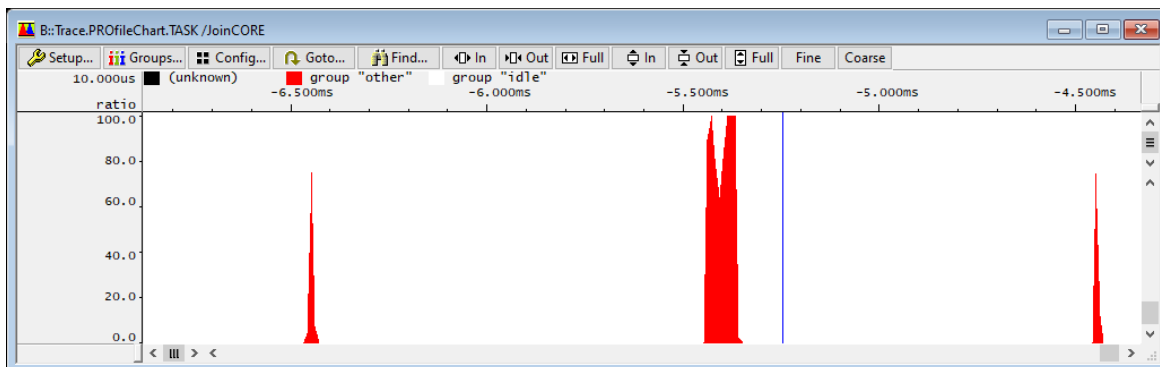 B::Trace.PROfileChart.TASK /JoinCORE
Setup... Groups... Config... Goto... Find... In Out Full In Out Full Fine Coarse
10.000us (unknown) group "other" group "idle"
ratio -6.500ms -6.000ms -5.500ms -5.000ms -4.500ms
100.0
80.0
60.0
40.0
20.0
0.0